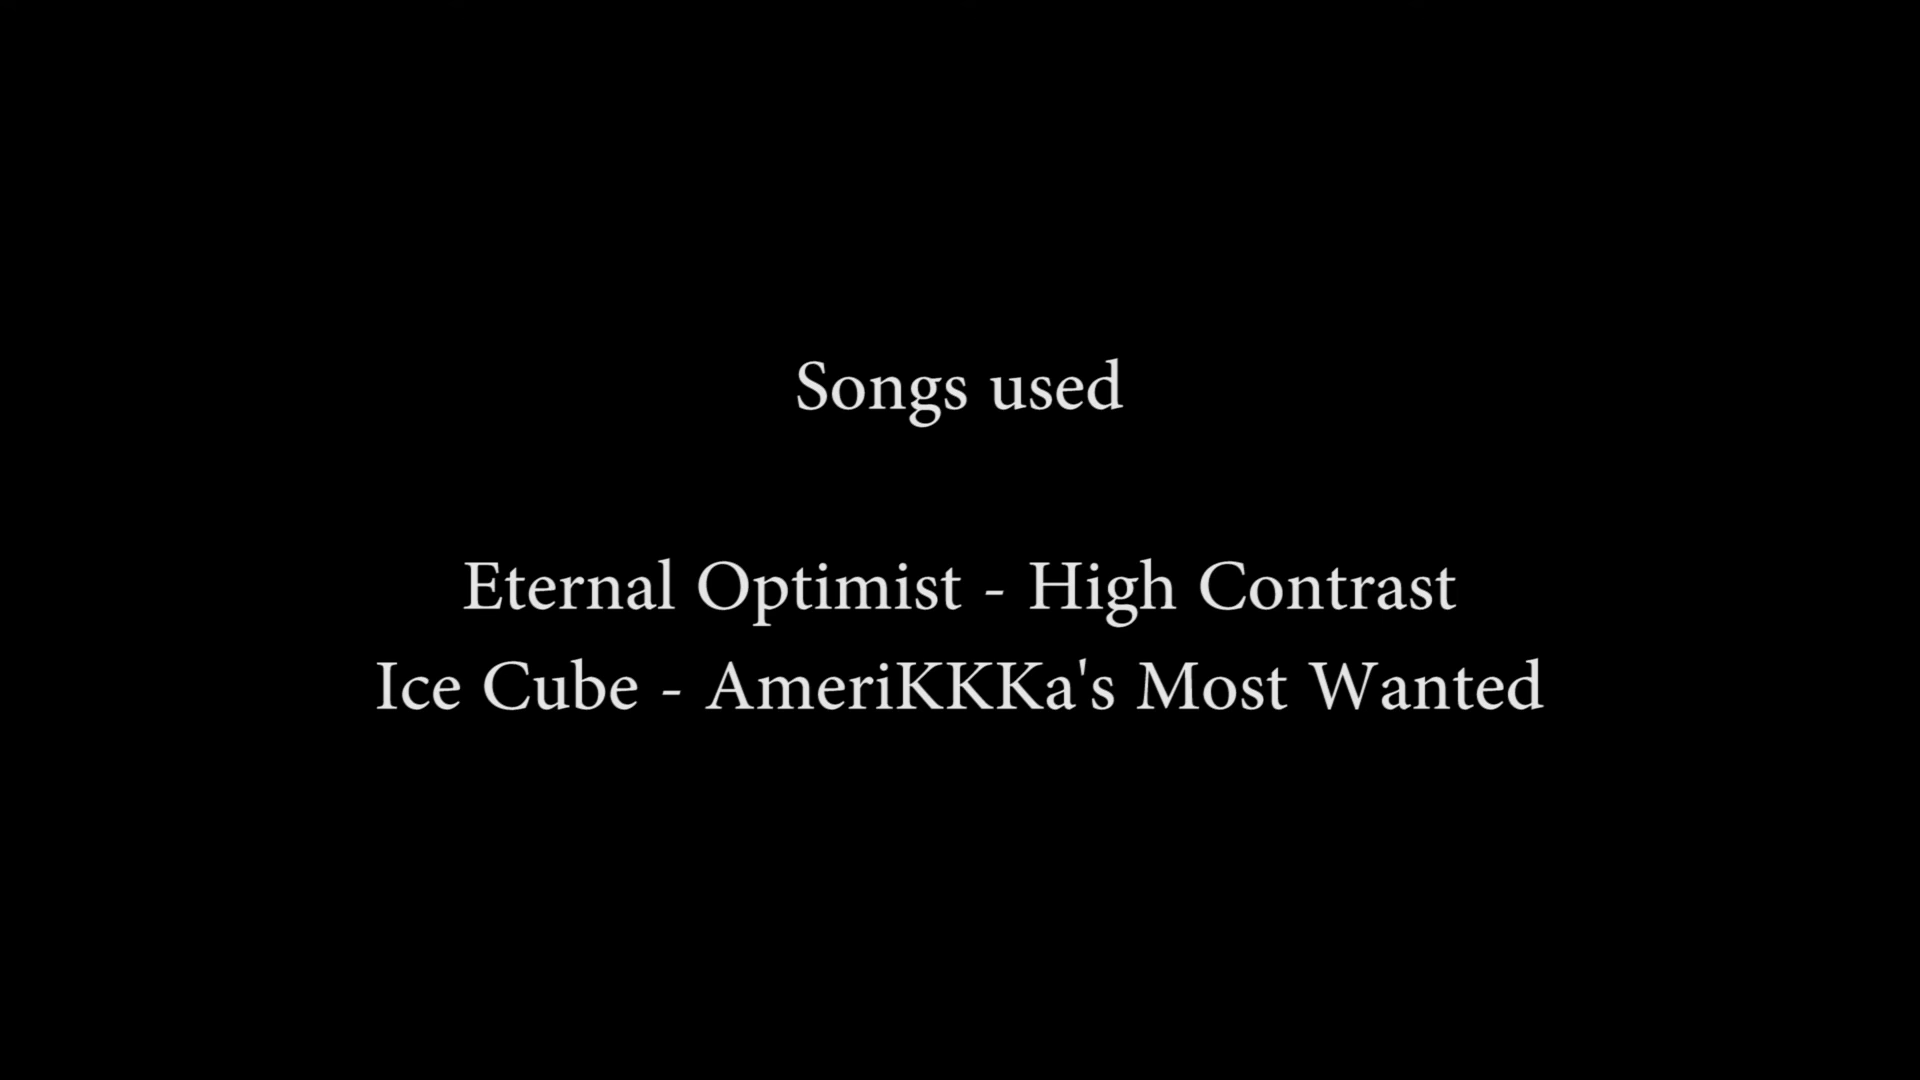 Songs used
Eternal Optimist - High Contrast
Ice Cube - AmeriKKKa's Most Wanted